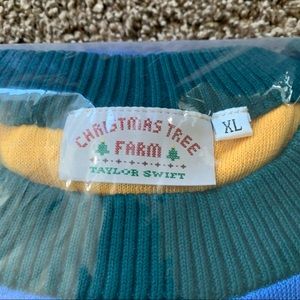 CHRISTMAS TREE
FARM
TAYLOR SWIFT
XL